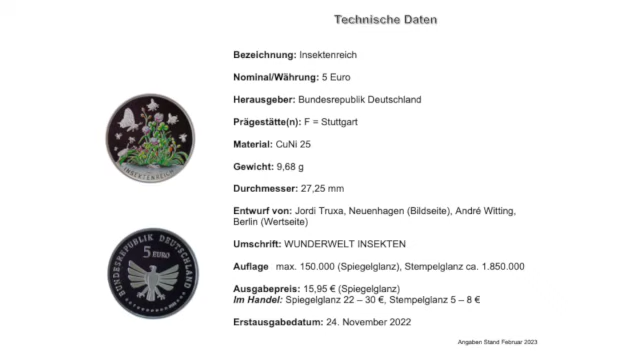 Technische Daten
Bezeichnung: Insektenreich
Nominal/Währung: 5 Euro
Herausgeber: Bundesrepublik Deutschland
Prägestätte(n): F = Stuttgart
Material: CuNi 25
Gewicht: 9,68 g
Durchmesser: 27,25 mm
Entwurf von: Jordi Truxa, Neuenhagen (Bildseite), André Witting,
Berlin (Wertseite)
Umschrift: WUNDERWELT INSEKTEN
Auflage max. 150.000 (Spiegelglanz), Stempelglanz ca. 1.850.000
Ausgabepreis: 15,95 € (Spiegelglanz)
Im Handel: Spiegelglanz 22 – 30 €, Stempelglanz 5 – 8 €
Erstausgabedatum: 24. November 2022
Angaben Stand Februar 2023
INSEKTENREICH
BUNDESREPUBLIK DEUTSCHLAND
5 EURO